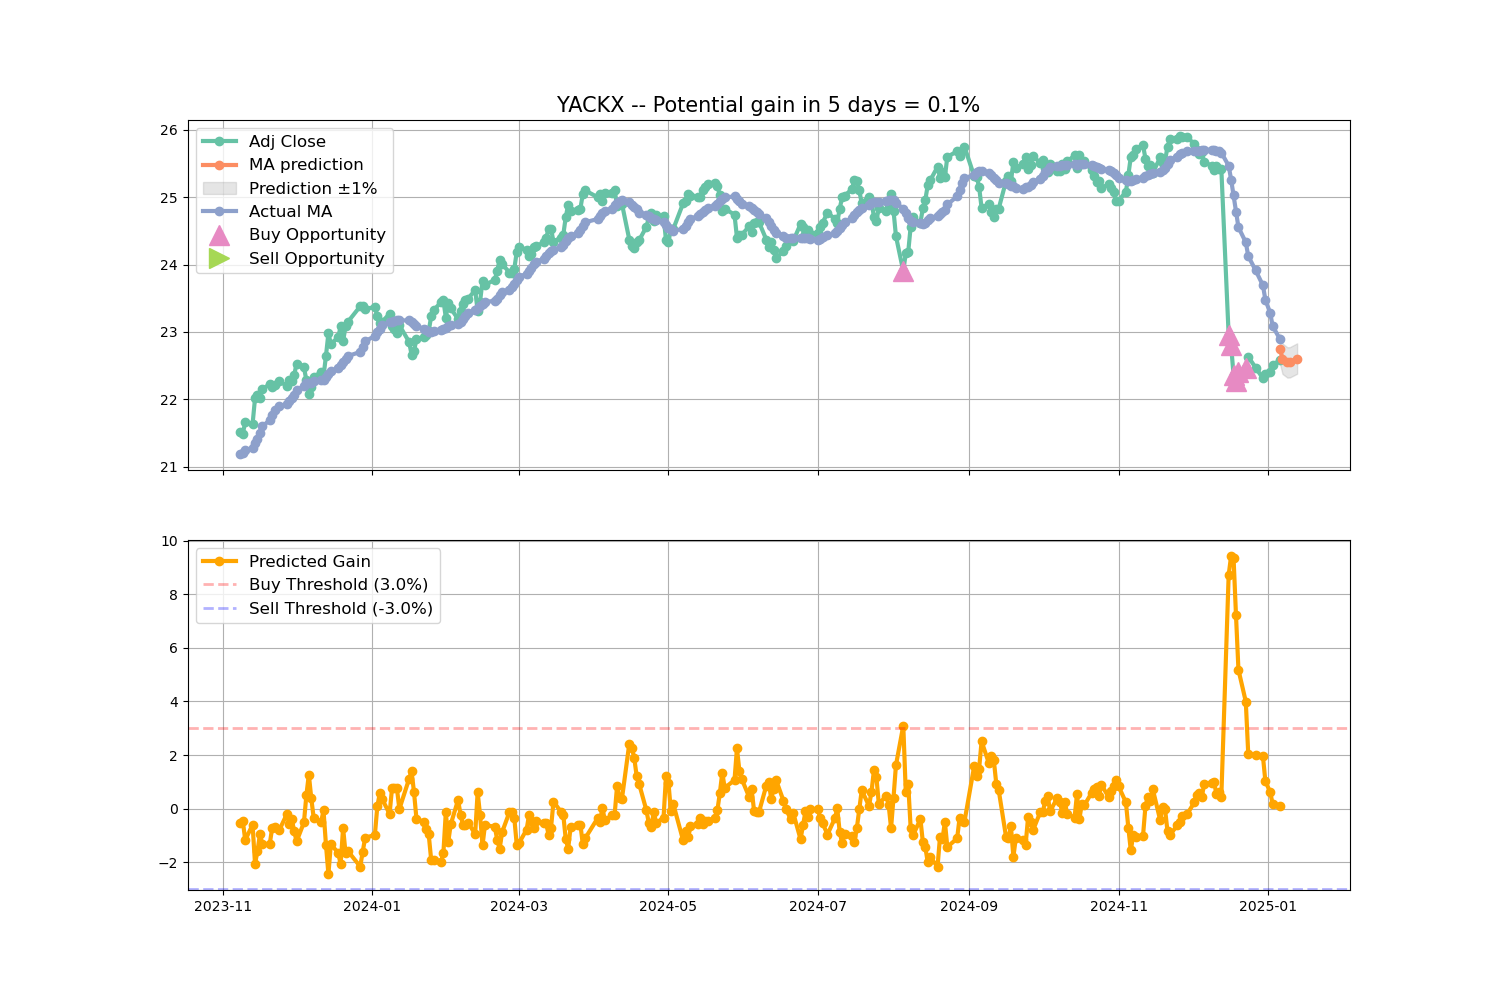 YACKX -- Potential gain in 5 days = 0.1%
26
25
24
23
22
21
Adj Close
MA prediction
Prediction ±1%
Actual MA
Buy Opportunity
Sell Opportunity
10
8
6
4
2
0
−2
Predicted Gain
Buy Threshold (3.0%)
Sell Threshold (-3.0%)
2023-11 2024-01 2024-03 2024-05 2024-07 2024-09 2024-11 2025-01